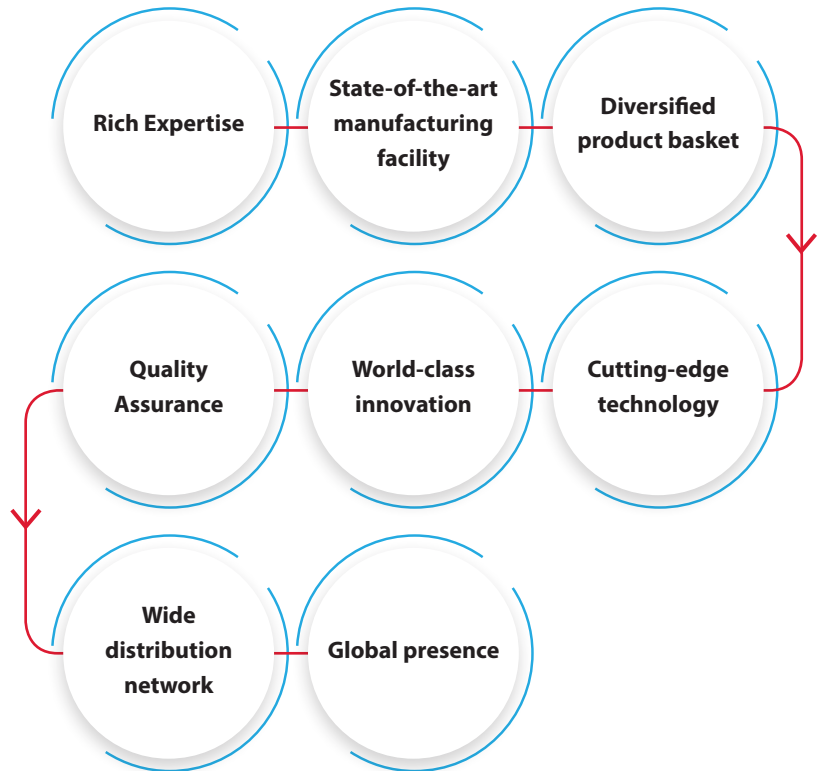 Rich Expertise
State-of-the-art
manufacturing
facility
Diversified
product basket
Cutting-edge
technology
World-class
innovation
Quality
Assurance
Wide
distribution
network
Global presence